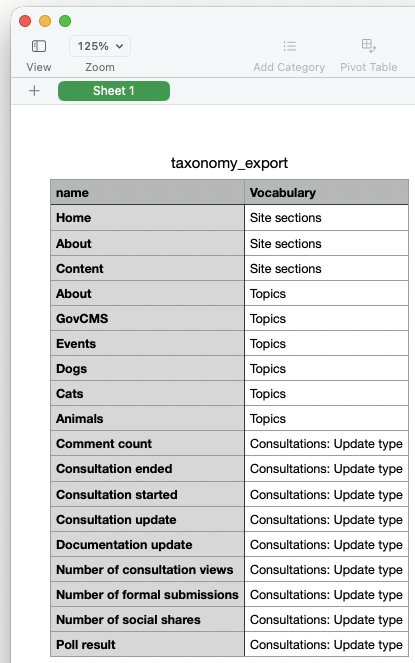 125%
View Zoom Add Category Pivot Table
+ Sheet 1
taxonomy_export
name Vocabulary
Home Site sections
About Site sections
Content Site sections
About Topics
GovCMS Topics
Events Topics
Dogs Topics
Cats Topics
Animals Topics
Comment count Consultations: Update type
Consultation ended Consultations: Update type
Consultation started Consultations: Update type
Consultation update Consultations: Update type
Documentation update Consultations: Update type
Number of consultation views Consultations: Update type
Number of formal submissions Consultations: Update type
Number of social shares Consultations: Update type
Poll result Consultations: Update type